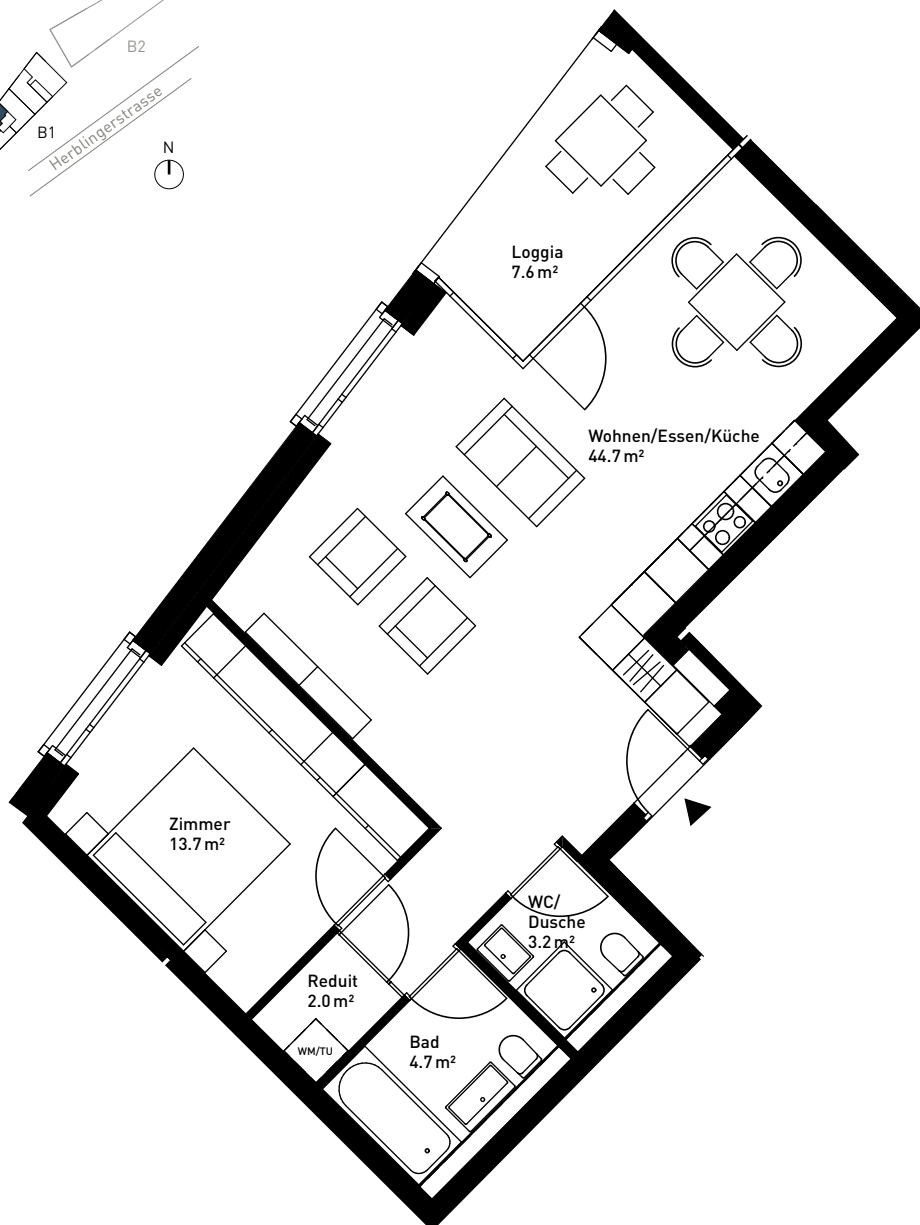 B2
B1
Herblingerstrasse
N
Loggia
7.6 m²
Wohnen/Essen/Küche
44.7 m²
Zimmer
13.7 m²
WC/
Dusche
3.2 m²
Reduit
2.0 m²
WM/TU
Bad
4.7 m²